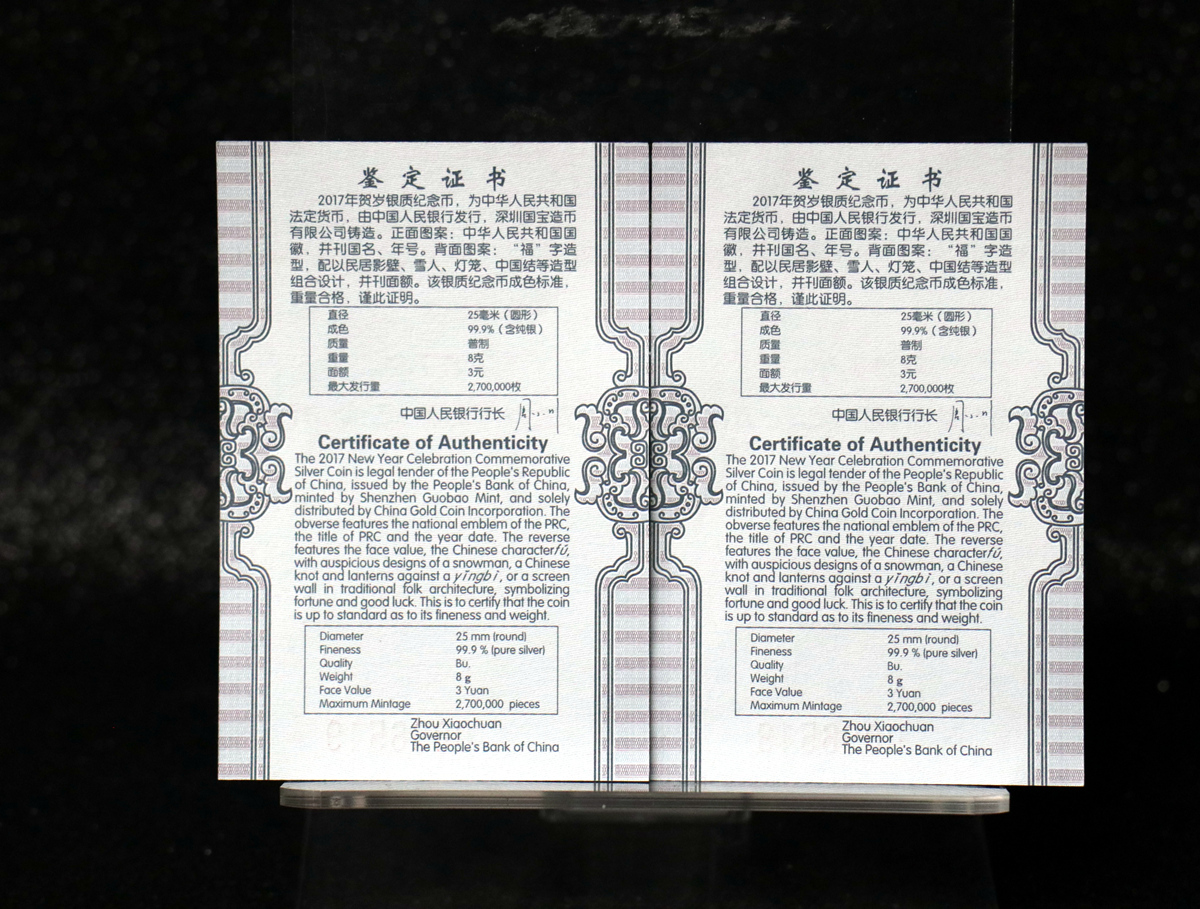 鉴定证书
2017年贺岁银质纪念币，为中华人民共和国
法定货币，由中国人民银行发行，深圳国宝造币
有限公司铸造。正面图案：中华人民共和国国
徽，并刊国名、年号。背面图案：“福”字造
型，配以民居影壁、雪人、灯笼、中国结等造型
组合设计，并刊面额。该银质纪念币成色标准，
重量合格，谨此证明。
直径 25毫米（圆形）
成色 99.9%（含纯银）
质量 普制
重量 8克
面额 3元
最大发行量 2,700,000枚
中国人民银行行长
Certificate of Authenticity
The 2017 New Year Celebration Commemorative
Silver Coin is legal tender of the People's Republic
of China, issued by the People's Bank of China,
minted by Shenzhen Guobao Mint, and solely
distributed by China Gold Coin Incorporation. The
obverse features the national emblem of the PRC,
the title of PRC and the year date. The reverse
features the face value, the Chinese character fú,
with auspicious designs of a snowman, a Chinese
knot and lanterns against a yǐngbì, or a screen
wall in traditional folk architecture, symbolizing
fortune and good luck. This is to certify that the coin
is up to standard as to its fineness and weight.
Diameter 25 mm (round)
Fineness 99.9 % (pure silver)
Quality Bu.
Weight 8 g
Face Value 3 Yuan
Maximum Mintage 2,700,000 pieces
Zhou Xiaochuan
Governor
The People's Bank of China
鉴定证书
2017年贺岁银质纪念币，为中华人民共和国
法定货币，由中国人民银行发行，深圳国宝造币
有限公司铸造。正面图案：中华人民共和国国
徽，并刊国名、年号。背面图案：“福”字造
型，配以民居影壁、雪人、灯笼、中国结等造型
组合设计，并刊面额。该银质纪念币成色标准，
重量合格，谨此证明。
直径 25毫米（圆形）
成色 99.9%（含纯银）
质量 普制
重量 8克
面额 3元
最大发行量 2,700,000枚
中国人民银行行长
Certificate of Authenticity
The 2017 New Year Celebration Commemorative
Silver Coin is legal tender of the People's Republic
of China, issued by the People's Bank of China,
minted by Shenzhen Guobao Mint, and solely
distributed by China Gold Coin Incorporation. The
obverse features the national emblem of the PRC,
the title of PRC and the year date. The reverse
features the face value, the Chinese character fú,
with auspicious designs of a snowman, a Chinese
knot and lanterns against a yǐngbì, or a screen
wall in traditional folk architecture, symbolizing
fortune and good luck. This is to certify that the coin
is up to standard as to its fineness and weight.
Diameter 25 mm (round)
Fineness 99.9 % (pure silver)
Quality Bu.
Weight 8 g
Face Value 3 Yuan
Maximum Mintage 2,700,000 pieces
Zhou Xiaochuan
Governor
The People's Bank of China